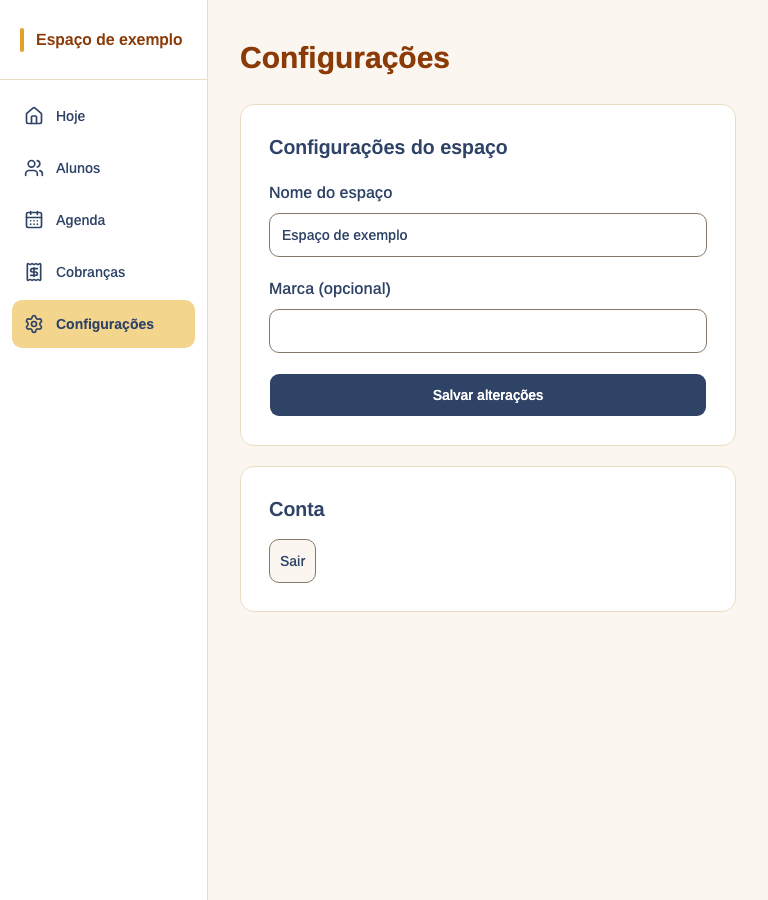 Espaço de exemplo
Hoje
Alunos
Agenda
Cobranças
Configurações
Configurações
Configurações do espaço
Nome do espaço
Espaço de exemplo
Marca (opcional)
Salvar alterações
Conta
Sair